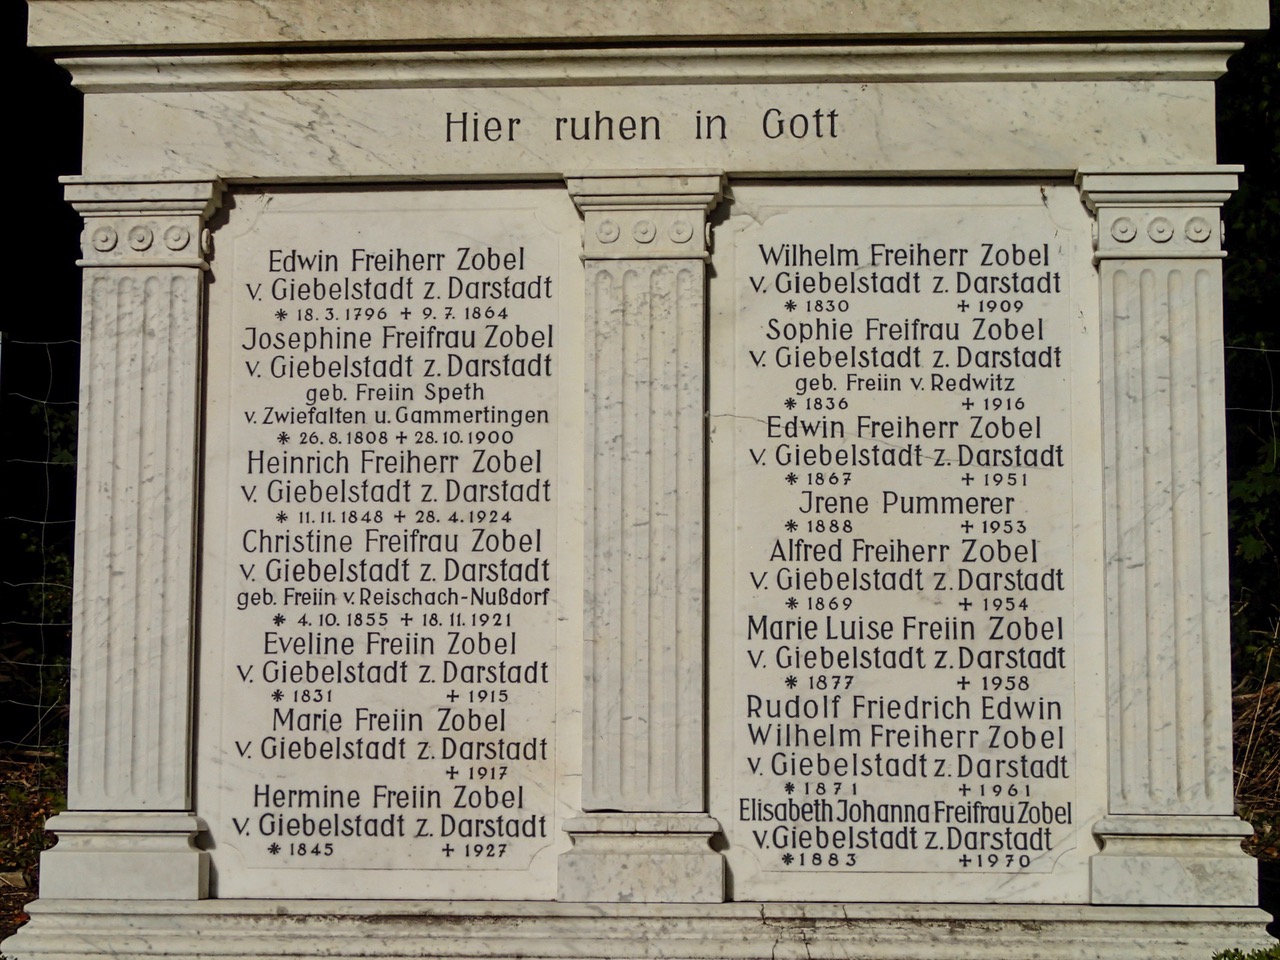 Hier ruhen in Gott
Edwin Freiherr Zobel
v. Giebelstadt z. Darstadt
* 18.3.1796 + 9.7.1864
Josephine Freifrau Zobel
v. Giebelstadt z. Darstadt
geb. Freiin Speth
v. Zwiefalten u. Gammertingen
* 26.8.1808 + 28.10.1900
Heinrich Freiherr Zobel
v. Giebelstadt z. Darstadt
* 11.11.1848 + 28.4.1924
Christine Freifrau Zobel
v. Giebelstadt z. Darstadt
geb. Freiin v. Reischach-Nußdorf
* 4.10.1855 + 18.11.1921
Eveline Freiin Zobel
v. Giebelstadt z. Darstadt
* 1831 + 1915
Marie Freiin Zobel
v. Giebelstadt z. Darstadt
+ 1917
Hermine Freiin Zobel
v. Giebelstadt z. Darstadt
* 1845 + 1927
Wilhelm Freiherr Zobel
v. Giebelstadt z. Darstadt
* 1830 + 1909
Sophie Freifrau Zobel
v. Giebelstadt z. Darstadt
geb. Freiin v. Redwitz
* 1836 + 1916
Edwin Freiherr Zobel
v. Giebelstadt z. Darstadt
* 1867 + 1951
Jrene Pummerer
* 1888 + 1953
Alfred Freiherr Zobel
v. Giebelstadt z. Darstadt
* 1869 + 1954
Marie Luise Freiin Zobel
v. Giebelstadt z. Darstadt
* 1877 + 1958
Rudolf Friedrich Edwin
Wilhelm Freiherr Zobel
v. Giebelstadt z. Darstadt
* 1871 + 1961
Elisabeth Johanna Freifrau Zobel
v. Giebelstadt z. Darstadt
* 1883 + 1970